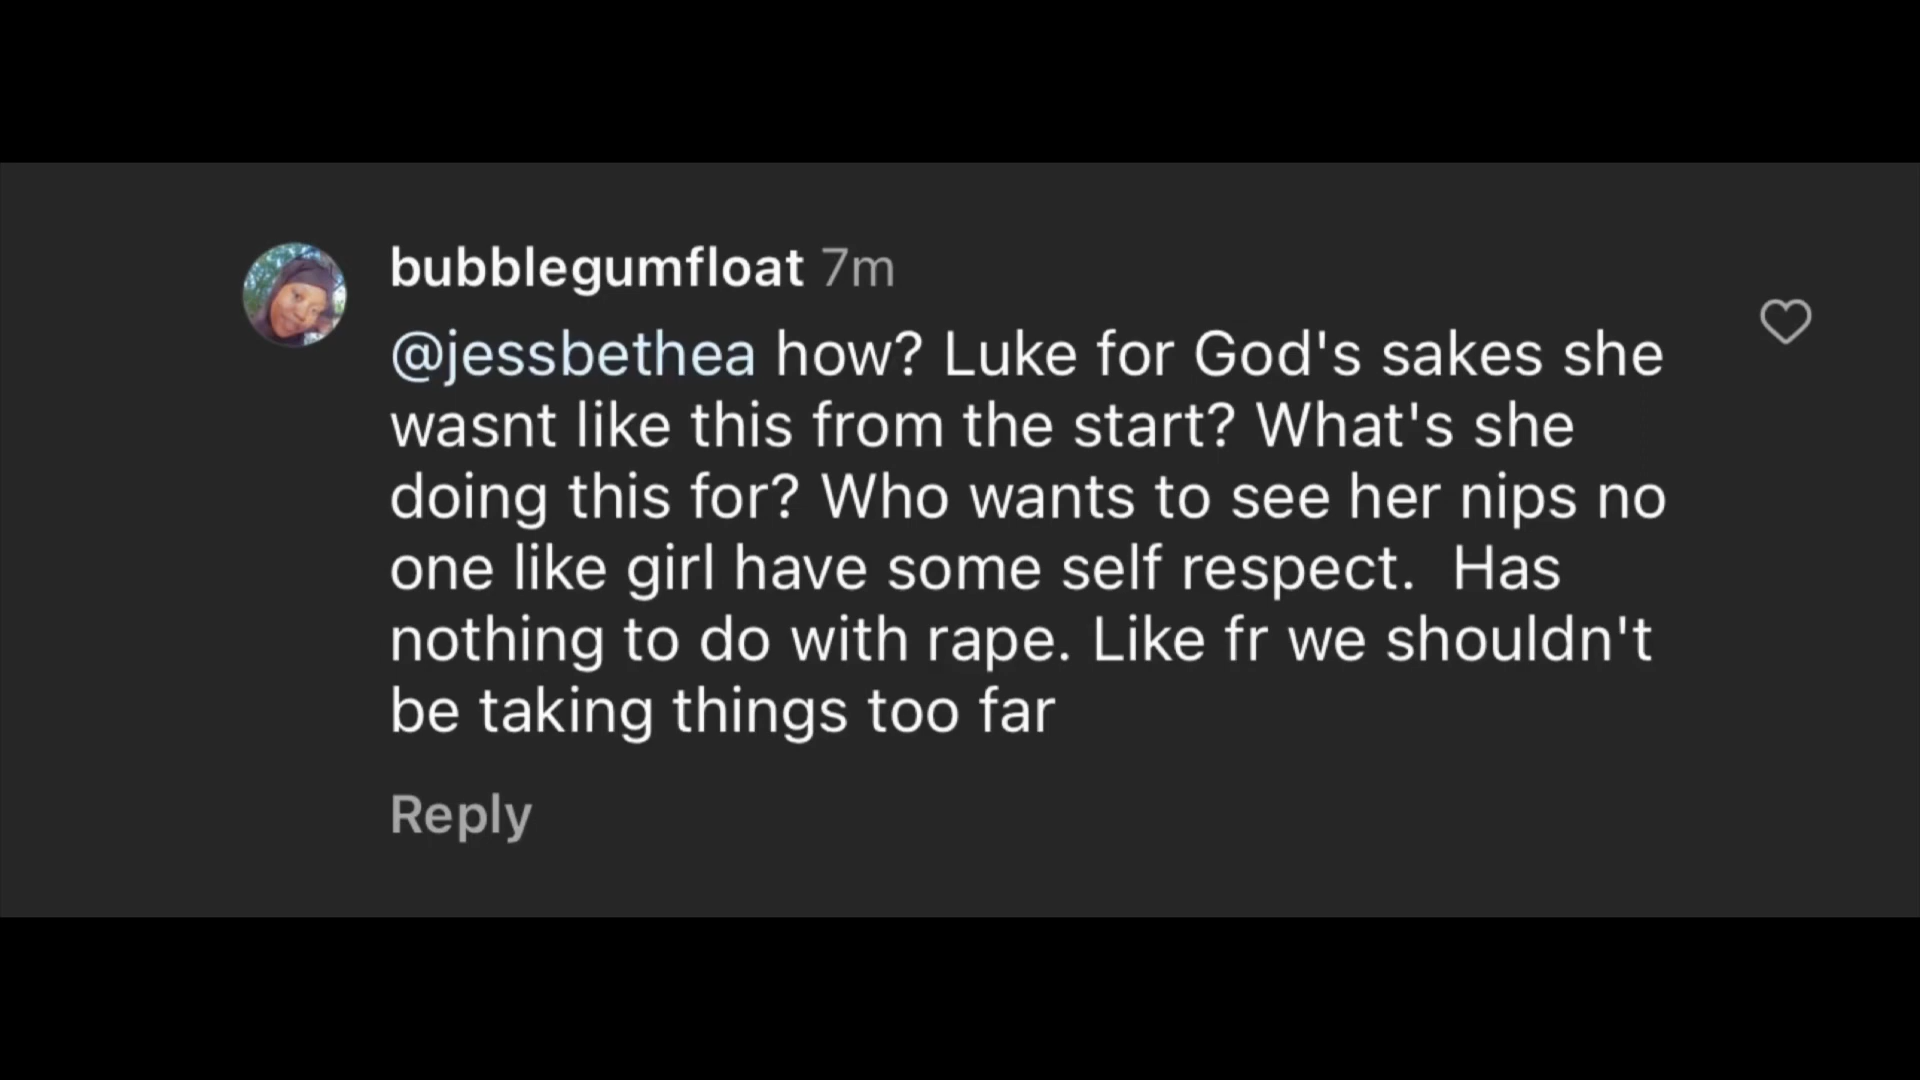 bubblegumfloat 7m
@jessbethea how? Luke for God's sakes she
wasnt like this from the start? What's she
doing this for? Who wants to see her nips no
one like girl have some self respect.  Has
nothing to do with rape. Like fr we shouldn't
be taking things too far
Reply